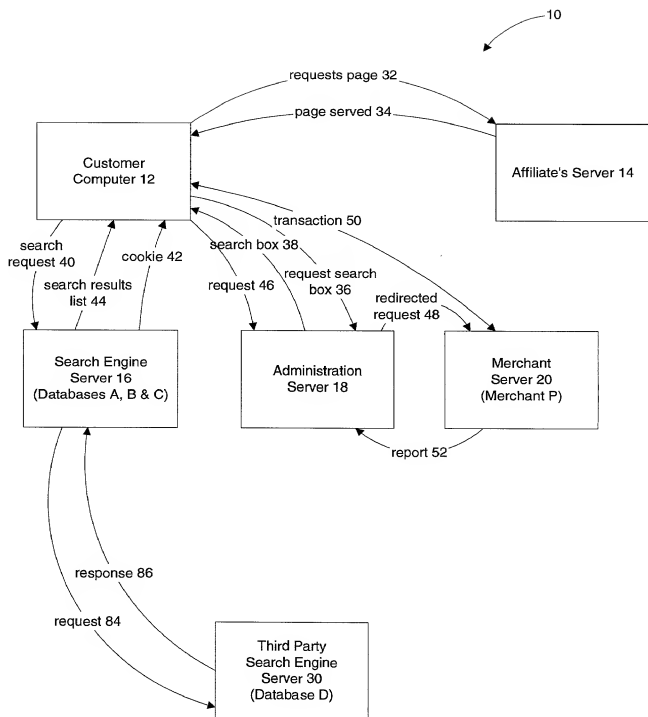 10
requests page 32
page served 34
Customer
Computer 12
Affiliate's Server 14
transaction 50
search
request 40
cookie 42
search box 38
search results
list 44
request 46
request search
box 36
redirected
request 48
Search Engine
Server 16
(Databases A, B & C)
Administration
Server 18
Merchant
Server 20
(Merchant P)
report 52
response 86
request 84
Third Party
Search Engine
Server 30
(Database D)